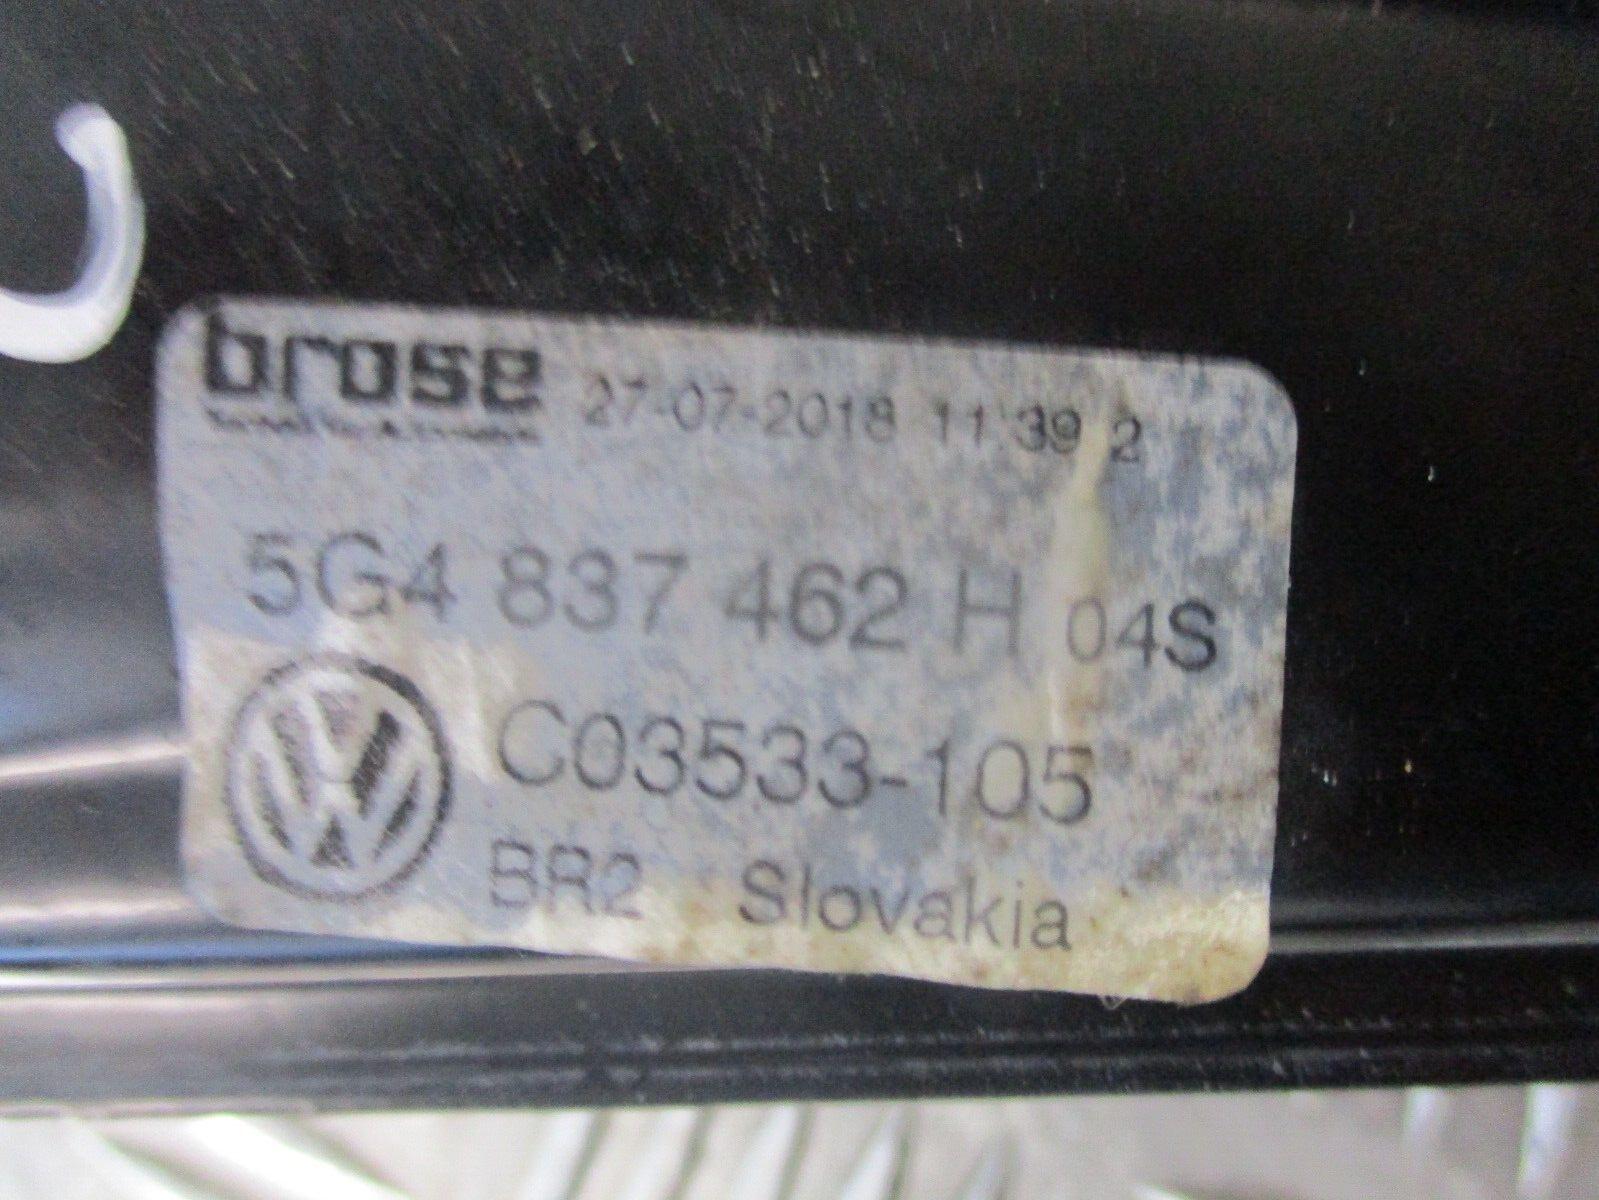 brose 27-07-2018 11:39 2
5G4 837 462 H 04S
C03533-105
BR2 Slovakia